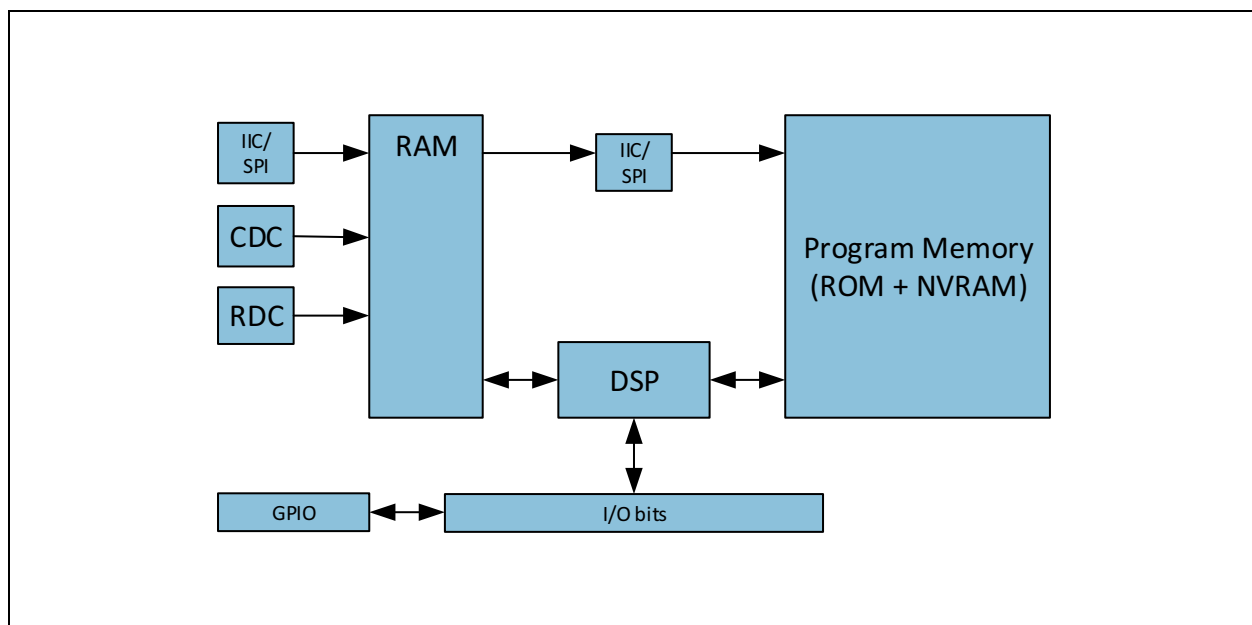 IIC/
SPI
RAM
IIC/
SPI
CDC
Program Memory
(ROM + NVRAM)
RDC
DSP
GPIO
I/O bits